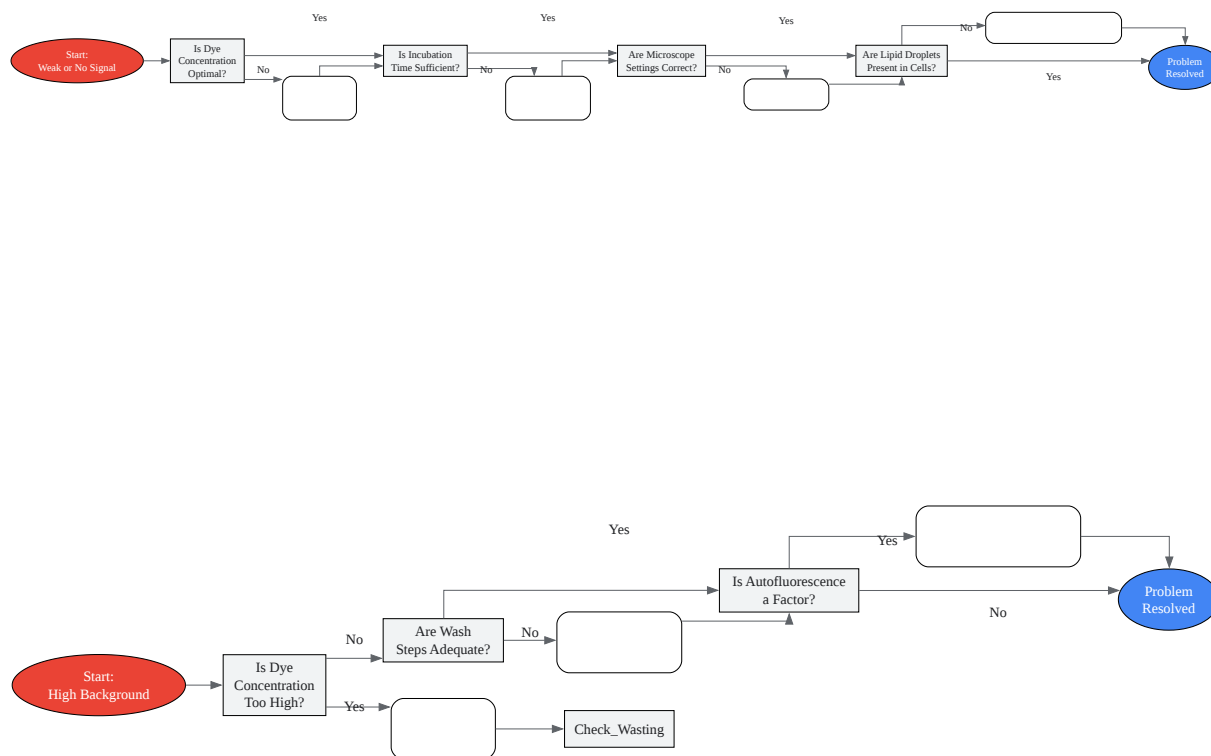 Yes
Yes
Yes
Start:
Weak or No Signal
Is Dye
Concentration
Optimal?
No
Is Incubation
Time Sufficient?
No
Are Microscope
Settings Correct?
No
Are Lipid Droplets
Present in Cells?
No
Yes
Problem
Resolved
Yes
Yes
Is Autofluorescence
a Factor?
No
Problem
Resolved
Are Wash
Steps Adequate?
No
No
Start:
High Background
Is Dye
Concentration
Too High?
Yes
Check_Wasting